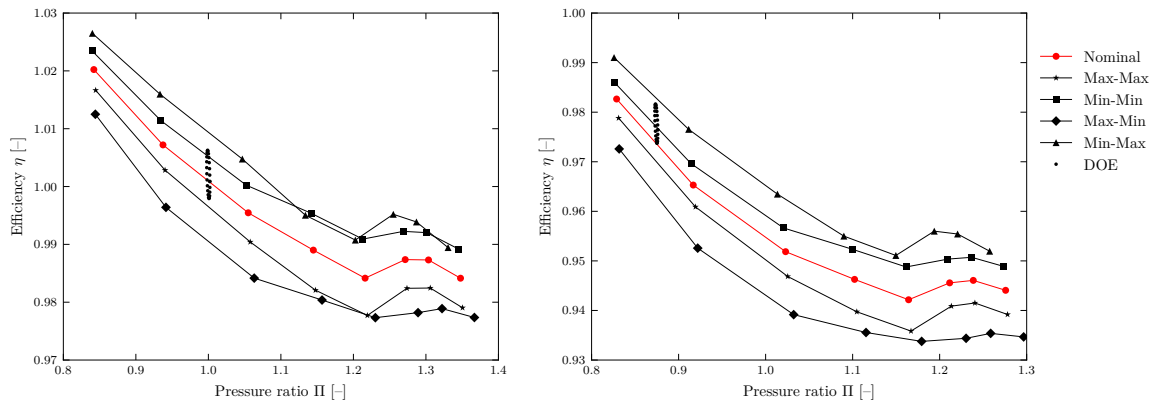 1.03
1.02
1.01
1.00
0.99
0.98
0.97
Efficiency η [–]
0.8 0.9 1.0 1.1 1.2 1.3 1.4
Pressure ratio Π [–]
1.00
0.99
0.98
0.97
0.96
0.95
0.94
0.93
Efficiency η [–]
0.8 0.9 1.0 1.1 1.2 1.3
Pressure ratio Π [–]
Nominal
Max-Max
Min-Min
Max-Min
Min-Max
DOE